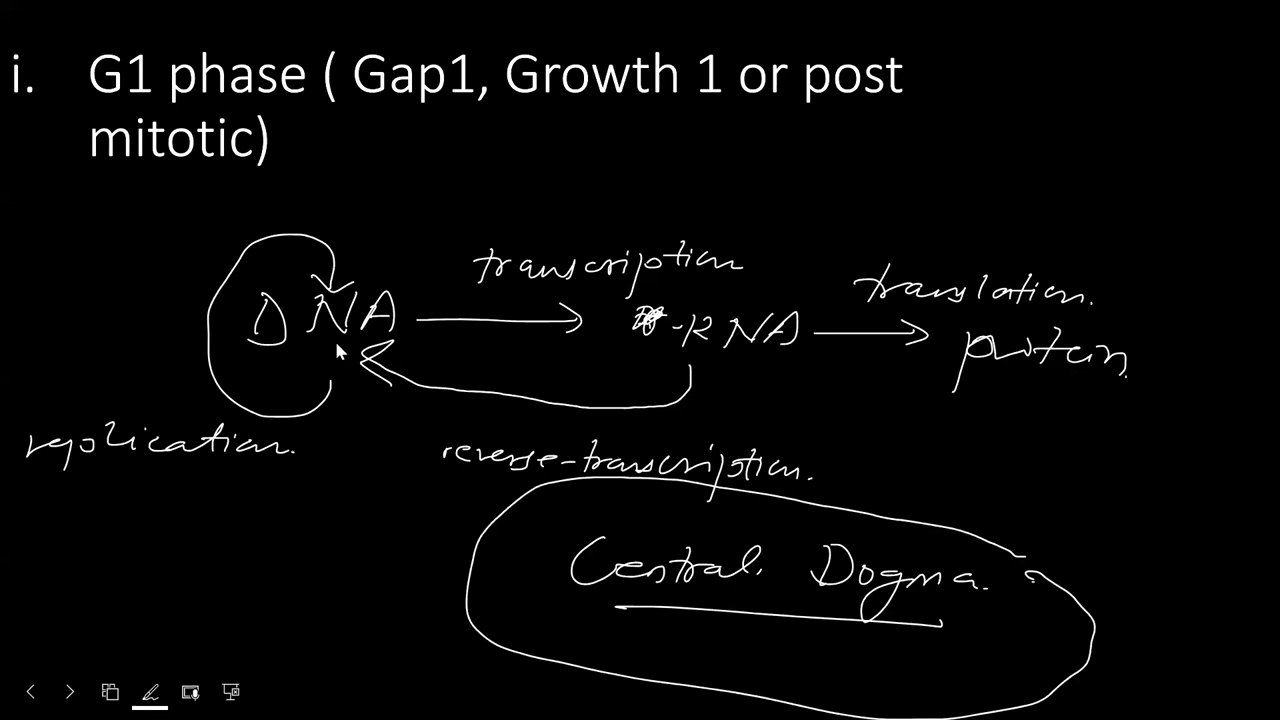 i. G1 phase ( Gap1, Growth 1 or post
mitotic)
transcription
translation.
DNA → -RNA → protein.
replication.
reverse-transcription.
Central Dogma.